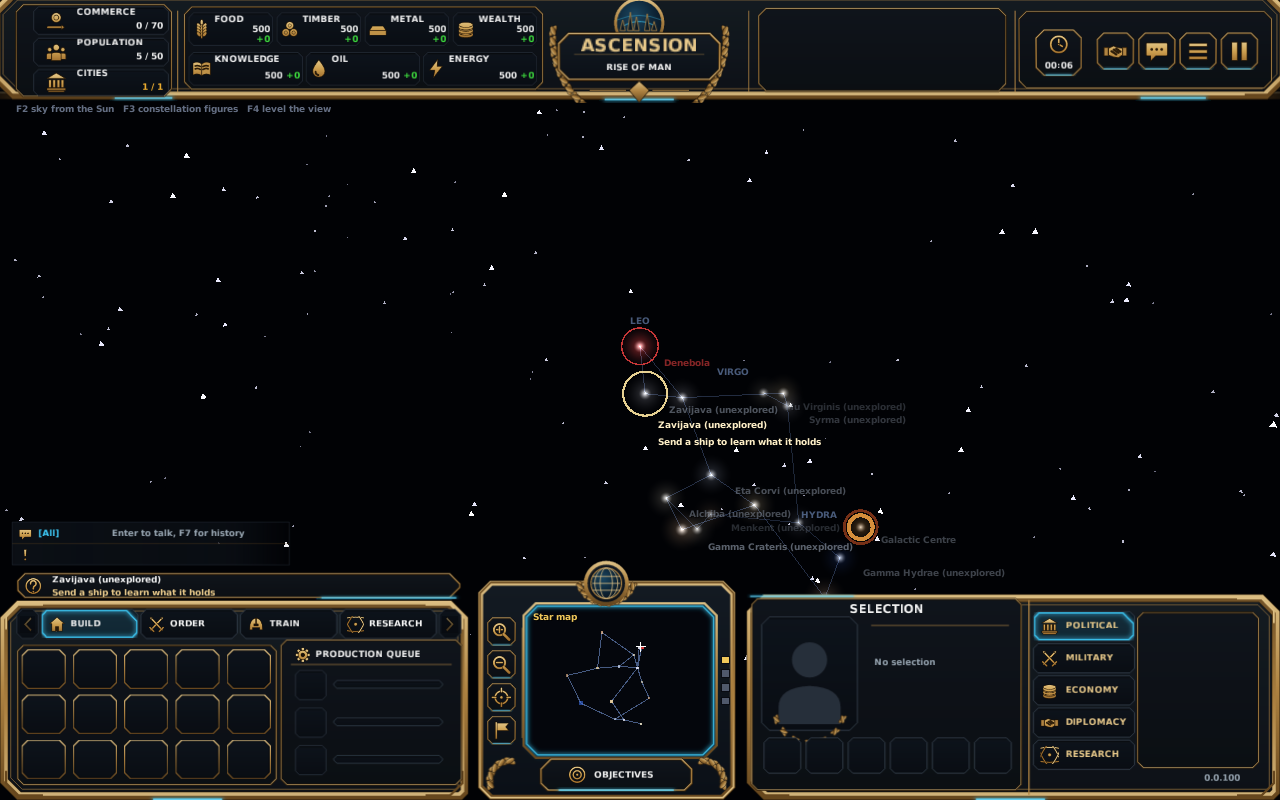 COMMERCE
0 / 70
POPULATION
5 / 50
CITIES
1 / 1
FOOD
500
+0
TIMBER
500
+0
METAL
500
+0
WEALTH
500
+0
KNOWLEDGE
500 +0
OIL
500 +0
ENERGY
500 +0
ASCENSION
RISE OF MAN
00:06
F2 sky from the Sun F3 constellation figures F4 level the view
LEO
Denebola
VIRGO
Zavijava (unexplored)
Virginis (unexplored)
Syrma (unexplored)
Zavijava (unexplored)
Send a ship to learn what it holds
Eta Corvi (unexplored)
Alchiba (unexplored)
HYDRA
Menkent (unexplored)
Galactic Centre
Gamma Crateris (unexplored)
Gamma Hydrae (unexplored)
[All] Enter to talk, F7 for history
!
Zavijava (unexplored)
Send a ship to learn what it holds
BUILD
ORDER
TRAIN
RESEARCH
PRODUCTION QUEUE
Star map
OBJECTIVES
SELECTION
No selection
POLITICAL
MILITARY
ECONOMY
DIPLOMACY
RESEARCH
0.0.100